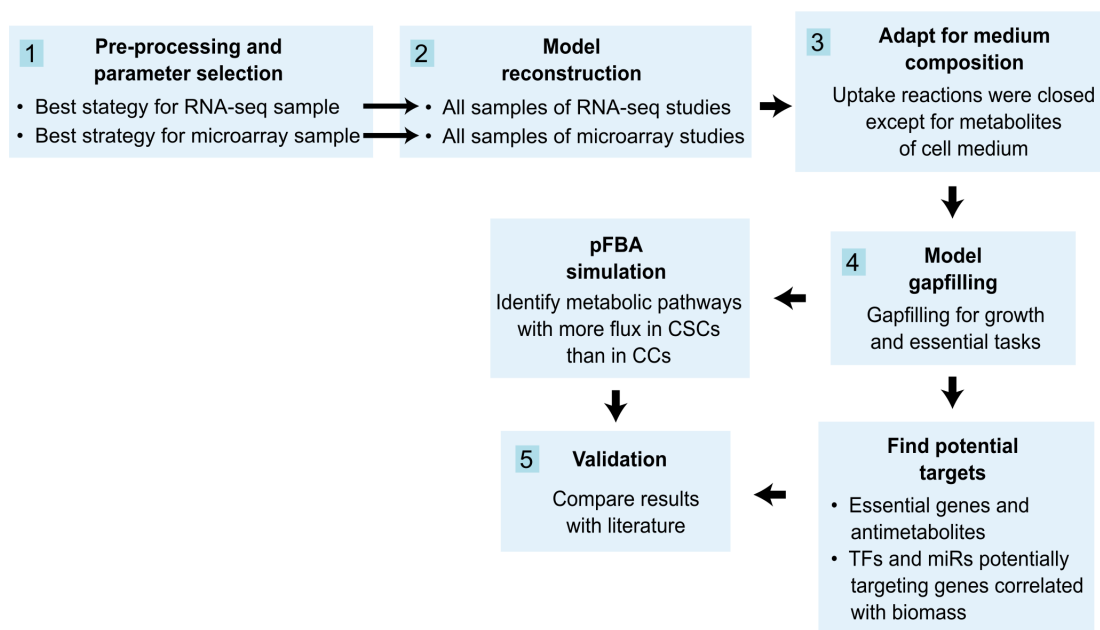 1
Pre-processing and
parameter selection
• Best stategy for RNA-seq sample
• Best strategy for microarray sample
2
Model
reconstruction
• All samples of RNA-seq studies
• All samples of microarray studies
3
Adapt for medium
composition
Uptake reactions were closed
except for metabolites
of cell medium
4
Model
gapfilling
Gapfilling for growth
and essential tasks
pFBA
simulation
Identify metabolic pathways
with more flux in CSCs
than in CCs
Find potential
targets
• Essential genes and
antimetabolites
• TFs and miRs potentially
targeting genes correlated
with biomass
5
Validation
Compare results
with literature